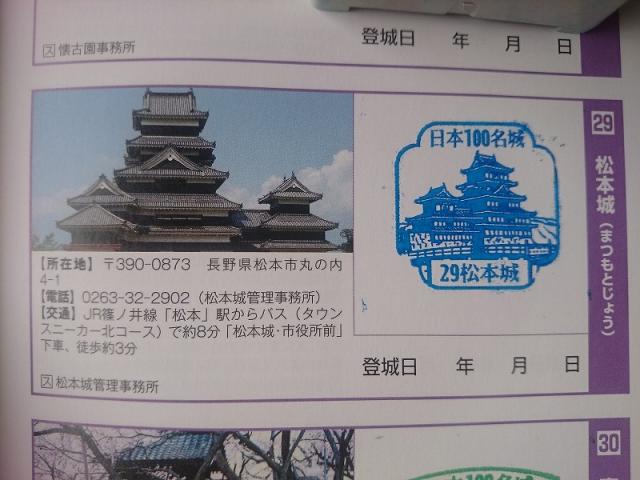 懐古園事務所
登城日 年 月 日
29
松本城(まつもとじょう)
日本100名城
29松本城
【所在地】〒390-0873 長野県松本市丸の内
4-1
【電話】0263-32-2902(松本城管理事務所)
【交通】JR篠ノ井線「松本」駅からバス(タウン
スニーカー北コース)で約8分「松本城・市役所前」
下車、徒歩約3分
登城日 年 月 日
松本城管理事務所
30